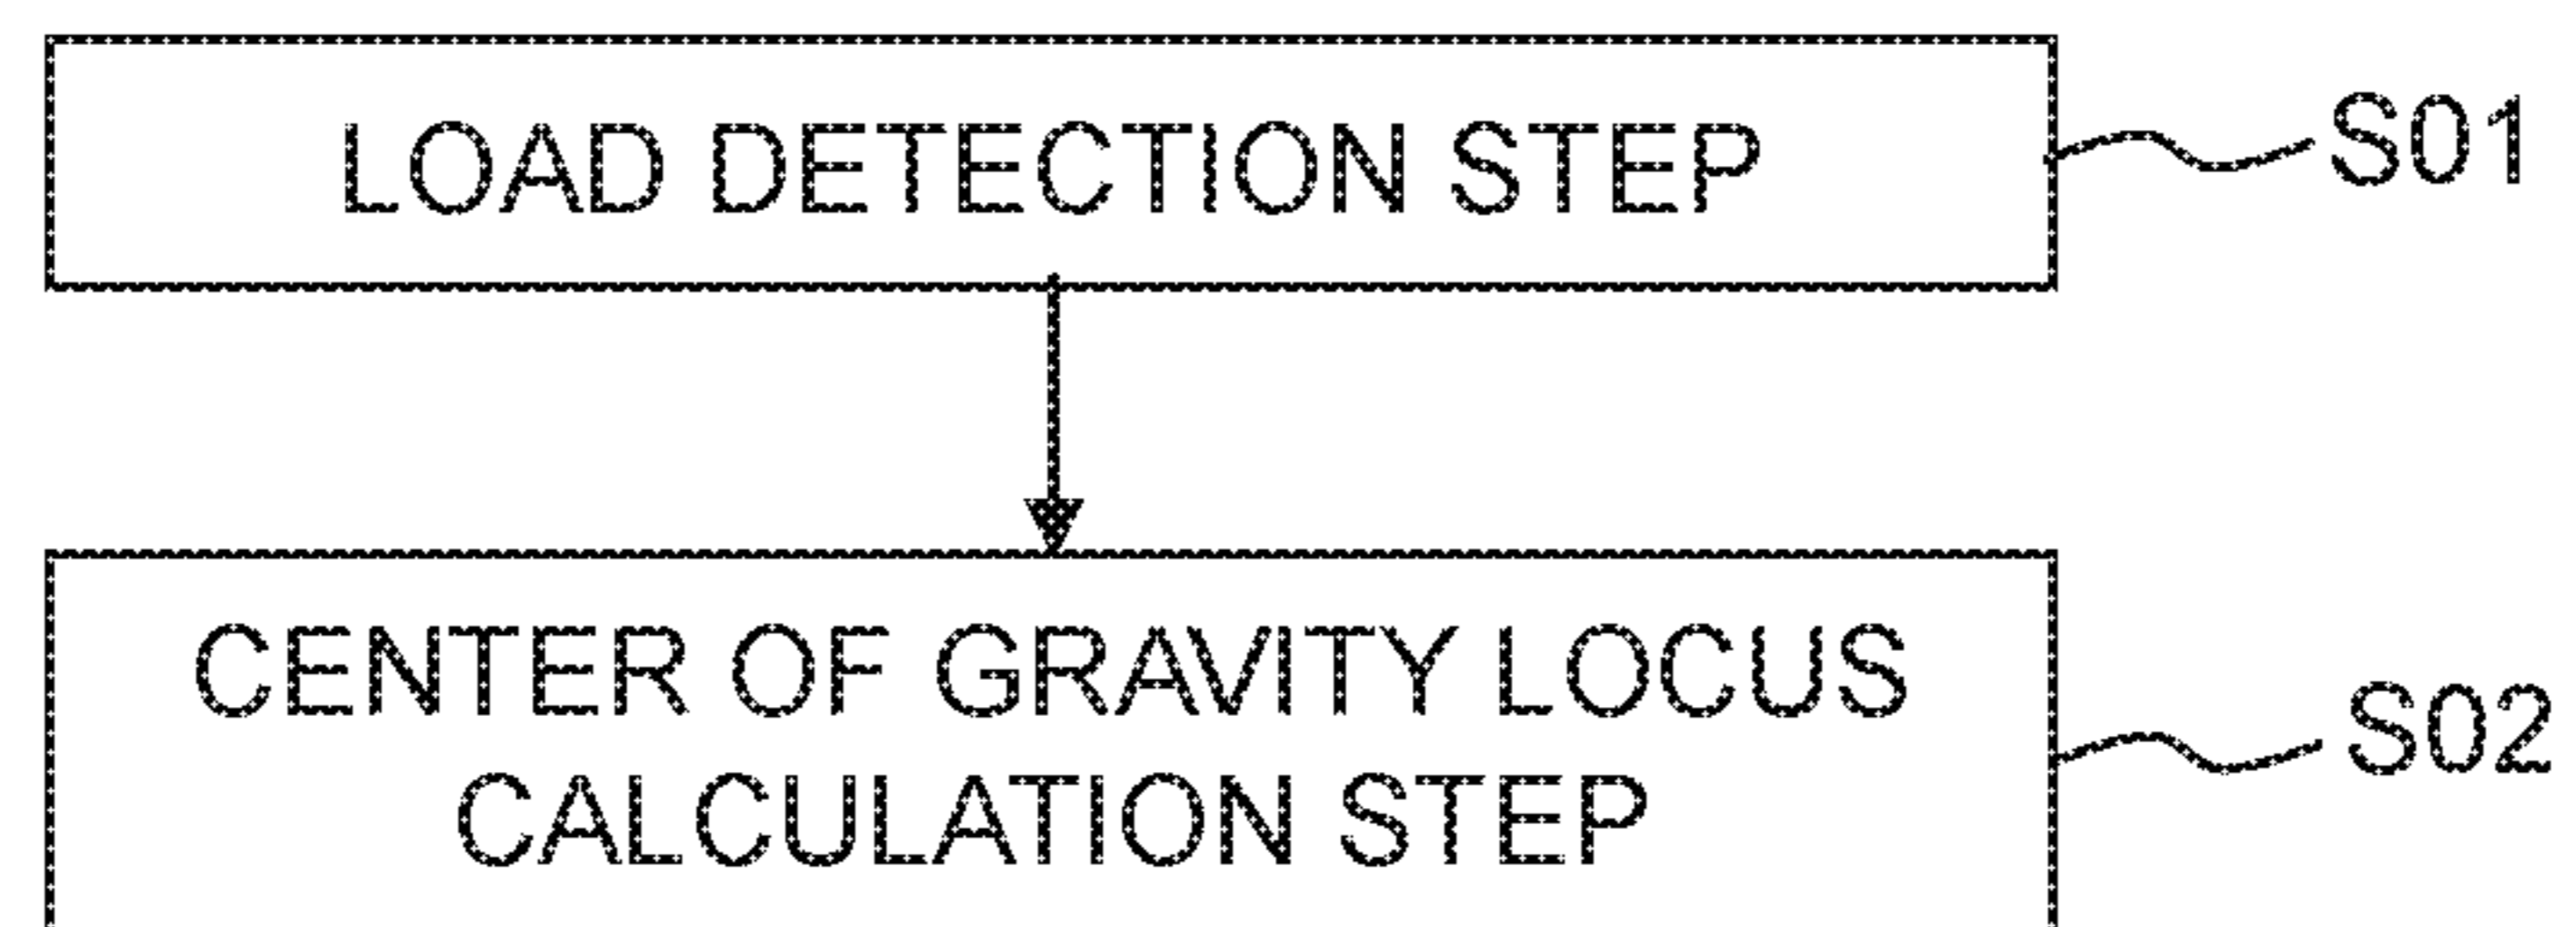 LOAD DETECTION STEP
S01
CENTER OF GRAVITY LOCUS
CALCULATION STEP
S02